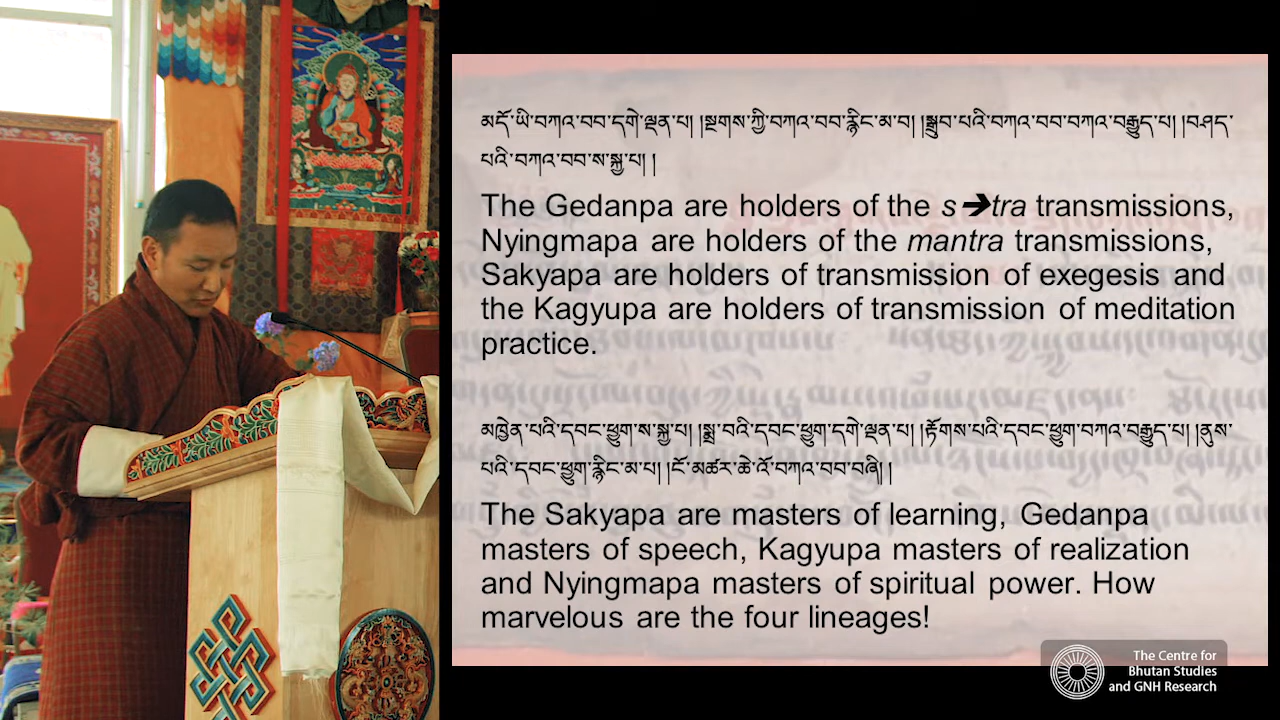 མདོ་ཡི་བཀའ་བབ་དགེ་ལྡན་པ། །སྔགས་ཀྱི་བཀའ་བབ་རྙིང་མ་བ། །སྒྲུབ་པའི་བཀའ་བབ་བཀའ་བརྒྱུད་པ། །བཤད་
པའི་བཀའ་བབ་ས་སྐྱ་པ། །
The Gedanpa are holders of the s➔tra transmissions,
Nyingmapa are holders of the mantra transmissions,
Sakyapa are holders of transmission of exegesis and
the Kagyupa are holders of transmission of meditation
practice.
མཁྱེན་པའི་དབང་ཕྱུག་ས་སྐྱ་པ། །སྨྲ་བའི་དབང་ཕྱུག་དགེ་ལྡན་པ། །རྟོགས་པའི་དབང་ཕྱུག་བཀའ་བརྒྱུད་པ། །ནུས་
པའི་དབང་ཕྱུག་རྙིང་མ་པ། །ངོ་མཚར་ཆེ་འོ་བཀའ་བབ་བཞི། །
The Sakyapa are masters of learning, Gedanpa
masters of speech, Kagyupa masters of realization
and Nyingmapa masters of spiritual power. How
marvelous are the four lineages!
The Centre for
Bhutan Studies
and GNH Research